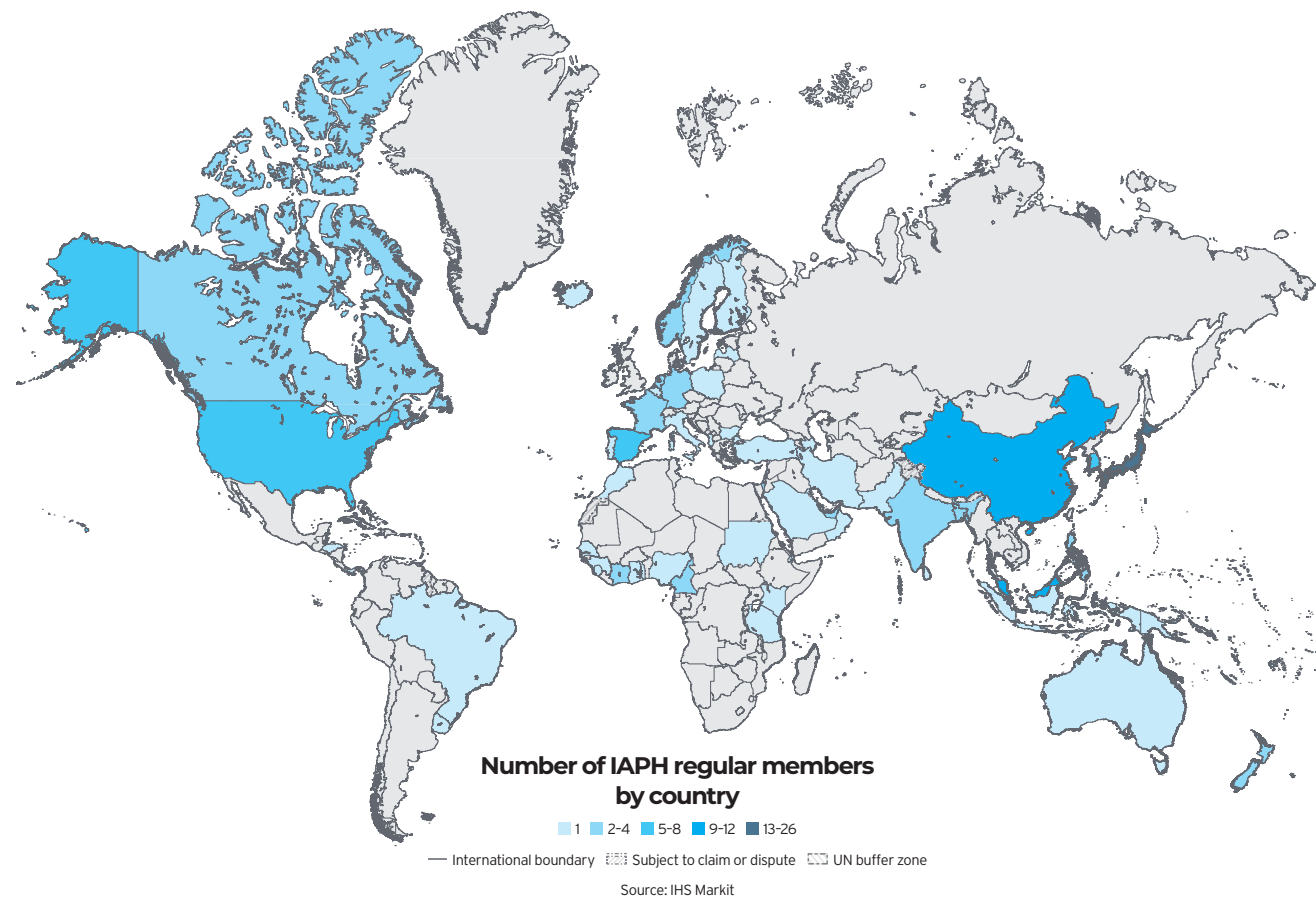 Number of IAPH regular members
by country
1 2-4 5-8 9-12 13-26
International boundary Subject to claim or dispute UN buffer zone
Source: IHS Markit